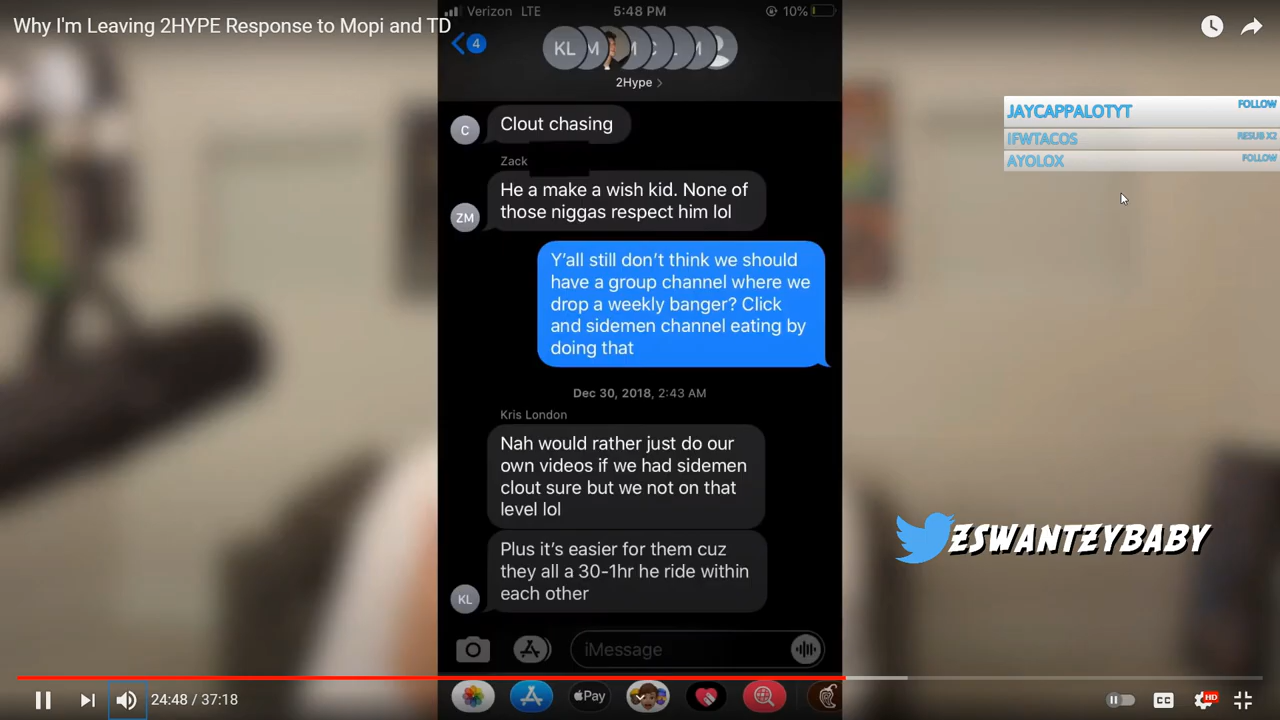 Verizon LTE 5:48 PM 10%
Why I'm Leaving 2HYPE Response to Mopi and TD
4
KL M M C L M
2Hype >
JAYCAPPALOTYT FOLLOW
IFWTACOS RESUB X2
AYOLOX FOLLOW
C
Clout chasing
Zack
ZM
He a make a wish kid. None of
those niggas respect him lol
Y'all still don't think we should
have a group channel where we
drop a weekly banger? Click
and sidemen channel eating by
doing that
Dec 30, 2018, 2:43 AM
Kris London
Nah would rather just do our
own videos if we had sidemen
clout sure but we not on that
level lol
Plus it's easier for them cuz
they all a 30-1hr he ride within
each other
KL
ZSWANTZYBABY
iMessage
Pay
24:48 / 37:18
CC
HD